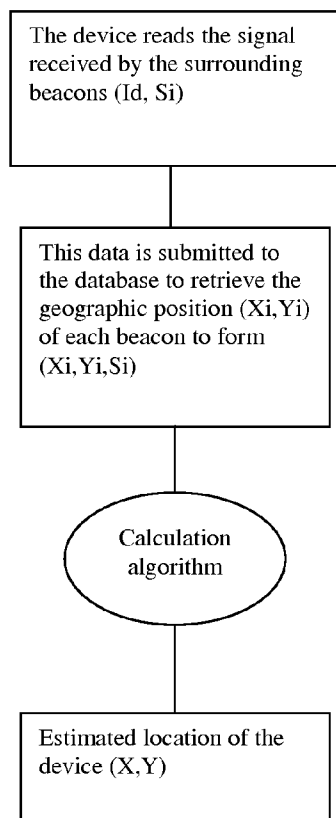 The device reads the signal
received by the surrounding
beacons (Id, Si)
This data is submitted to
the database to retrieve the
geographic position (Xi,Yi)
of each beacon to form
(Xi,Yi,Si)
Calculation
algorithm
Estimated location of the
device (X,Y)